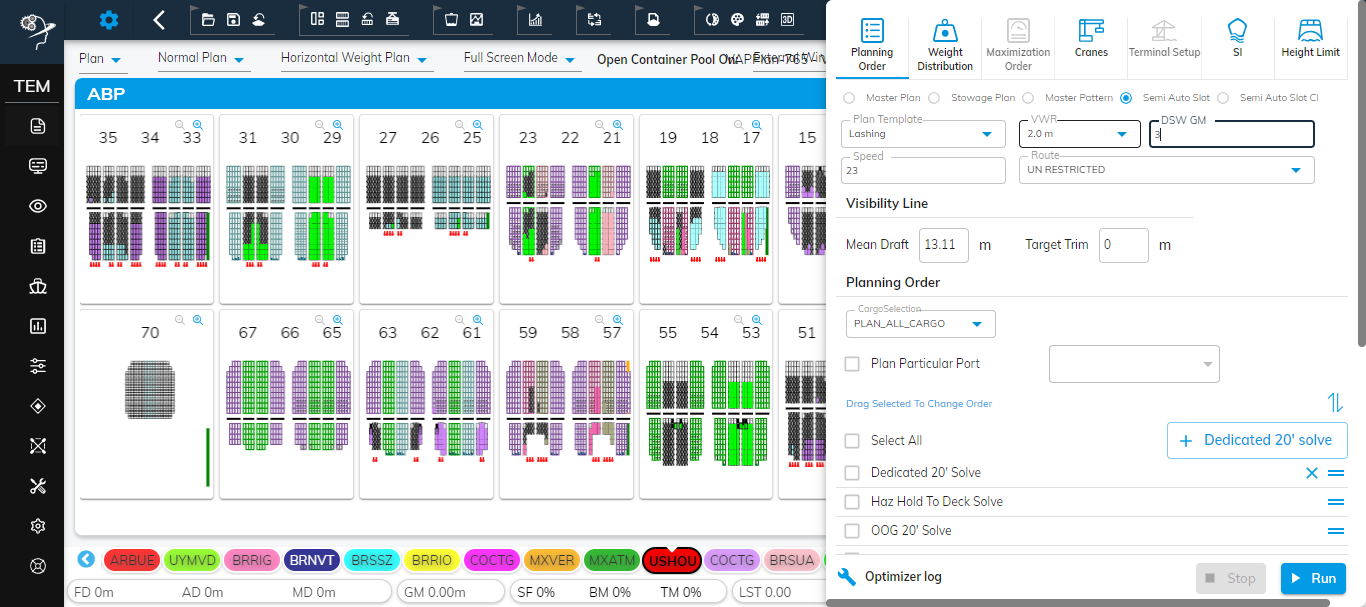 TEM
Plan
Normal Plan
Horizontal Weight Plan
Full Screen Mode
Open Container Pool On
ABP
35 34 33
31 30 29
27 26 25
23 22 21
19 18 17
15
70
67 66 65
63 62 61
59 58 57
55 54 53
51
ARBUE
UYMVD
BRRIG
BRNVT
BRSSZ
BRRIO
COCTG
MXVER
MXATM
USHOU
COCTG
BRSUA
FD 0m AD 0m MD 0m
GM 0.00m
SF 0% BM 0% TM 0%
LST 0.00
Planning Order
Weight Distribution
Maximization Order
Cranes
Terminal Setup
SI
Height Limit
Master Plan
Stowage Plan
Master Pattern
Semi Auto Slot
Semi Auto Slot Cl
Plan Template
Lashing
VWR
2.0 m
DSW GM
3
Speed
23
Route
UN RESTRICTED
Visibility Line
Mean Draft 13.11 m Target Trim 0 m
Planning Order
CargoSelection
PLAN_ALL_CARGO
Plan Particular Port
Drag Selected To Change Order
Select All
+ Dedicated 20' solve
Dedicated 20' Solve
Haz Hold To Deck Solve
OOG 20' Solve
Optimizer log
Stop
Run